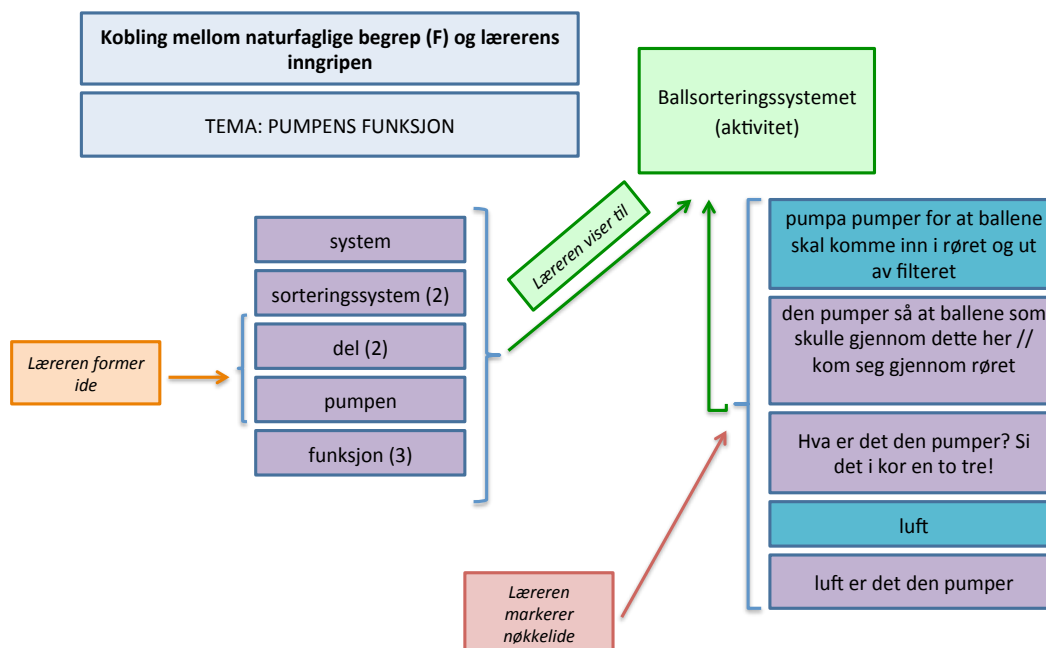 Kobling mellom naturfaglige begrep (F) og lærerens
inngripen
TEMA: PUMPENS FUNKSJON
Ballsorteringssystemet
(aktivitet)
Læreren viser til
system
sorteringssystem (2)
del (2)
pumpen
funksjon (3)
Læreren former
ide
pumpa pumper for at ballene
skal komme inn i røret og ut
av filteret
den pumper så at ballene som
skulle gjennom dette her //
kom seg gjennom røret
Hva er det den pumper? Si
det i kor en to tre!
luft
luft er det den pumper
Læreren
markerer
nøkkelide